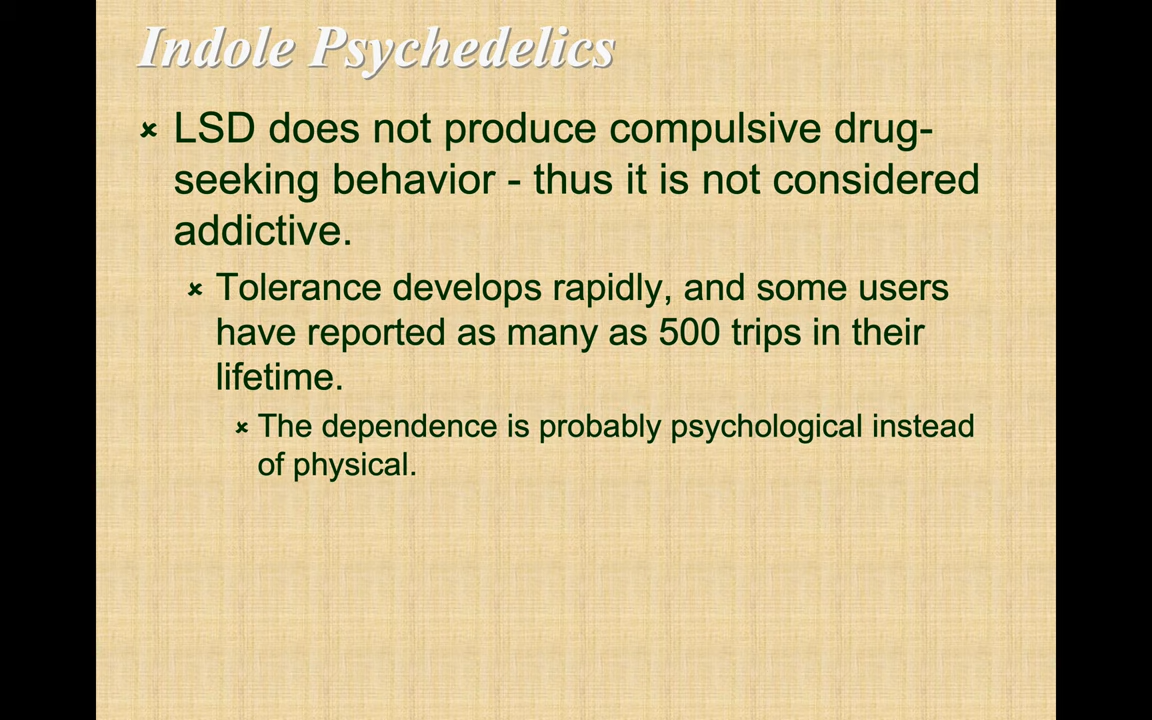 Indole Psychedelics
LSD does not produce compulsive drug-
seeking behavior - thus it is not considered
addictive.
Tolerance develops rapidly, and some users
have reported as many as 500 trips in their
lifetime.
The dependence is probably psychological instead
of physical.